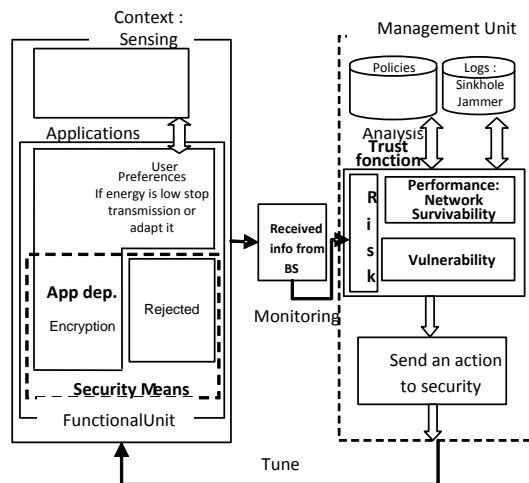 Context :
Sensing
Applications
User
Preferences
If energy is low stop
transmission or
adapt it
App dep.
Encryption
Rejected
Security Means
FunctionalUnit
Received
info from
BS
Monitoring
Management Unit
Policies
Logs :
Sinkhole
Jammer
Analysis
Trust
fonction
R
i
s
k
Performance:
Network
Survivability
Vulnerability
Send an action
to security
Tune